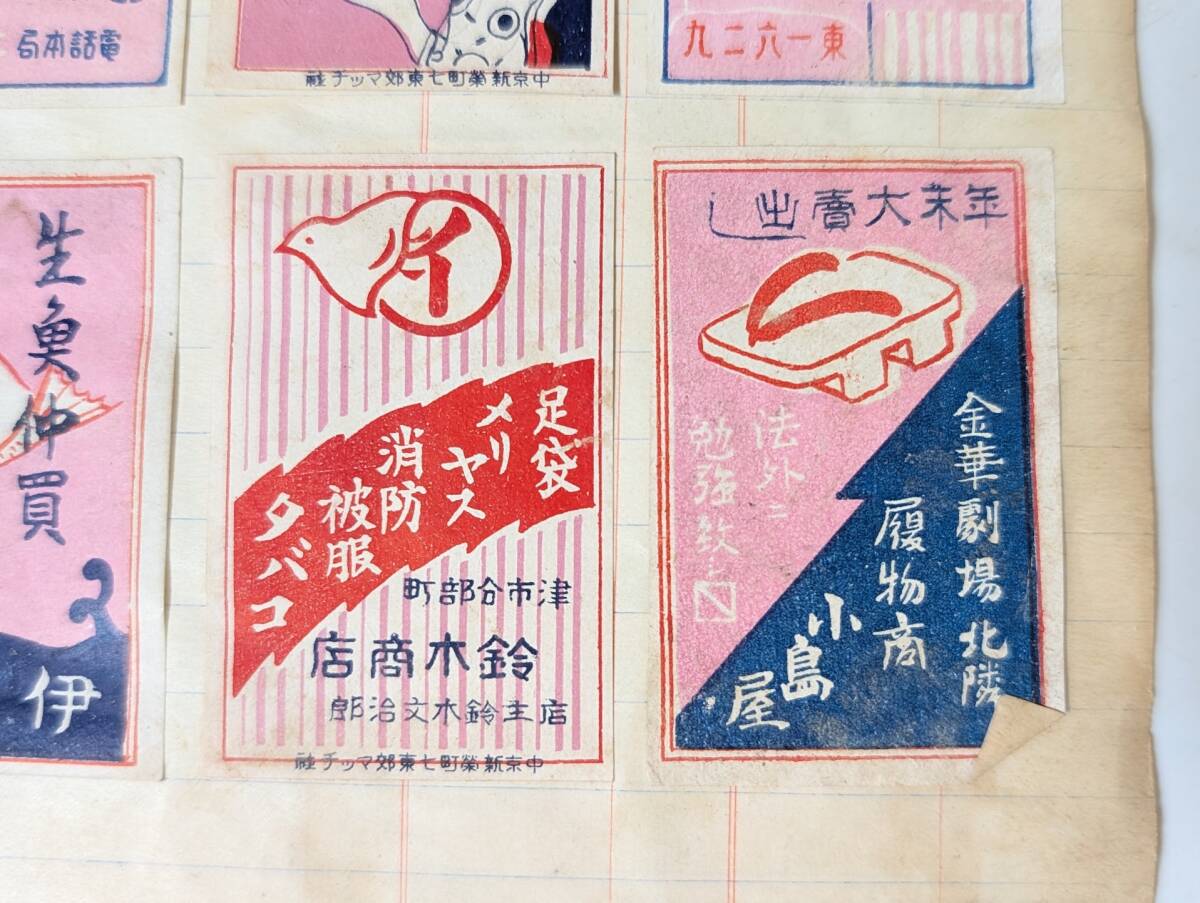 電話本局
中京新榮町七東郊マッチ社
東一六二九
生魚仲買
伊
イ
足袋
メリヤス
消防
被服
タバコ
津市分部町
鈴木商店
店主鈴木文治郎
中京新榮町七東郊マッチ社
年末大賣出し
法外ニ
勉強致シ〼
金華劇場北隣
履物商
小島屋